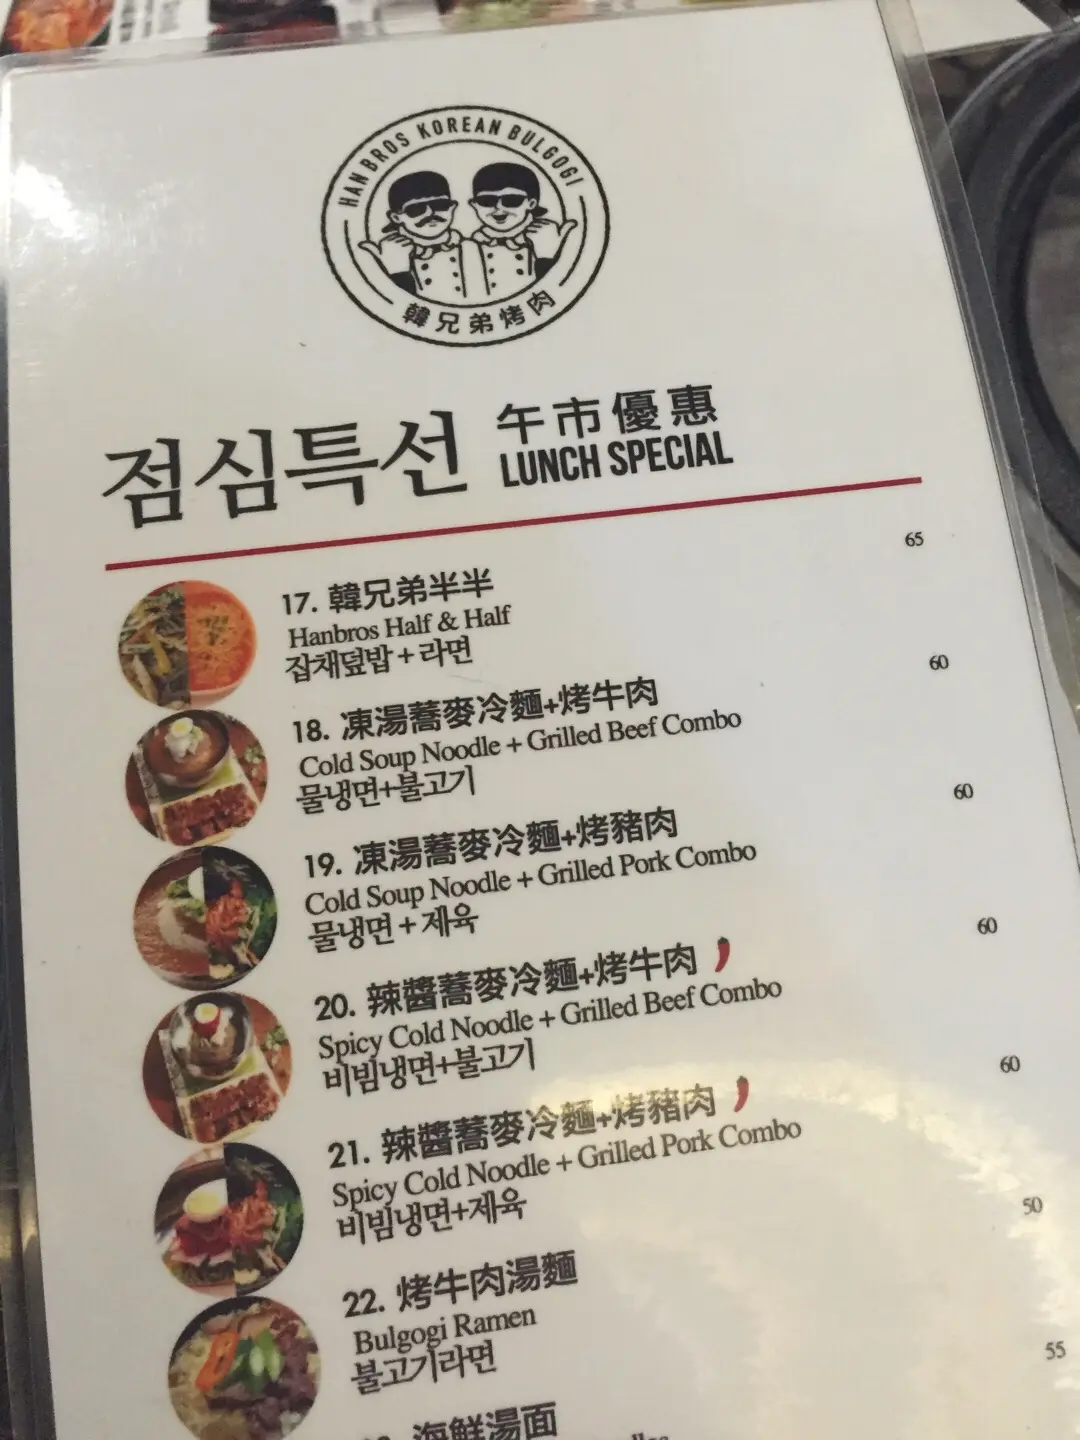 HANBROS KOREAN BULGOGI
韓兄弟烤肉
점심특선
午市優惠
LUNCH SPECIAL
65
17. 韓兄弟半半
Hanbros Half & Half
잡채덮밥 + 라면
60
18. 凍湯蕎麥冷麵+烤牛肉
Cold Soup Noodle + Grilled Beef Combo
물냉면+불고기
60
19. 凍湯蕎麥冷麵+烤豬肉
Cold Soup Noodle + Grilled Pork Combo
물냉면 + 제육
60
20. 辣醬蕎麥冷麵+烤牛肉
Spicy Cold Noodle + Grilled Beef Combo
비빔냉면+불고기
60
21. 辣醬蕎麥冷麵+烤豬肉
Spicy Cold Noodle + Grilled Pork Combo
비빔냉면+제육
50
22. 烤牛肉湯麵
Bulgogi Ramen
불고기라면
55
海鮮湯面